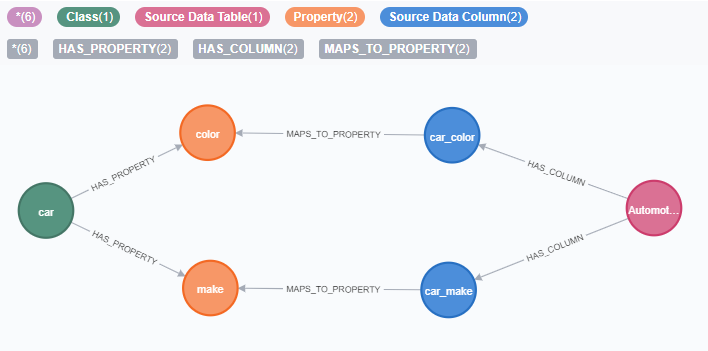 *(6) Class(1) Source Data Table(1) Property(2) Source Data Column(2)
*(6) HAS_PROPERTY(2) HAS_COLUMN(2) MAPS_TO_PROPERTY(2)
color
MAPS_TO_PROPERTY
car_color
HAS_PROPERTY
HAS_COLUMN
car
Automot...
HAS_PROPERTY
HAS_COLUMN
make
MAPS_TO_PROPERTY
car_make